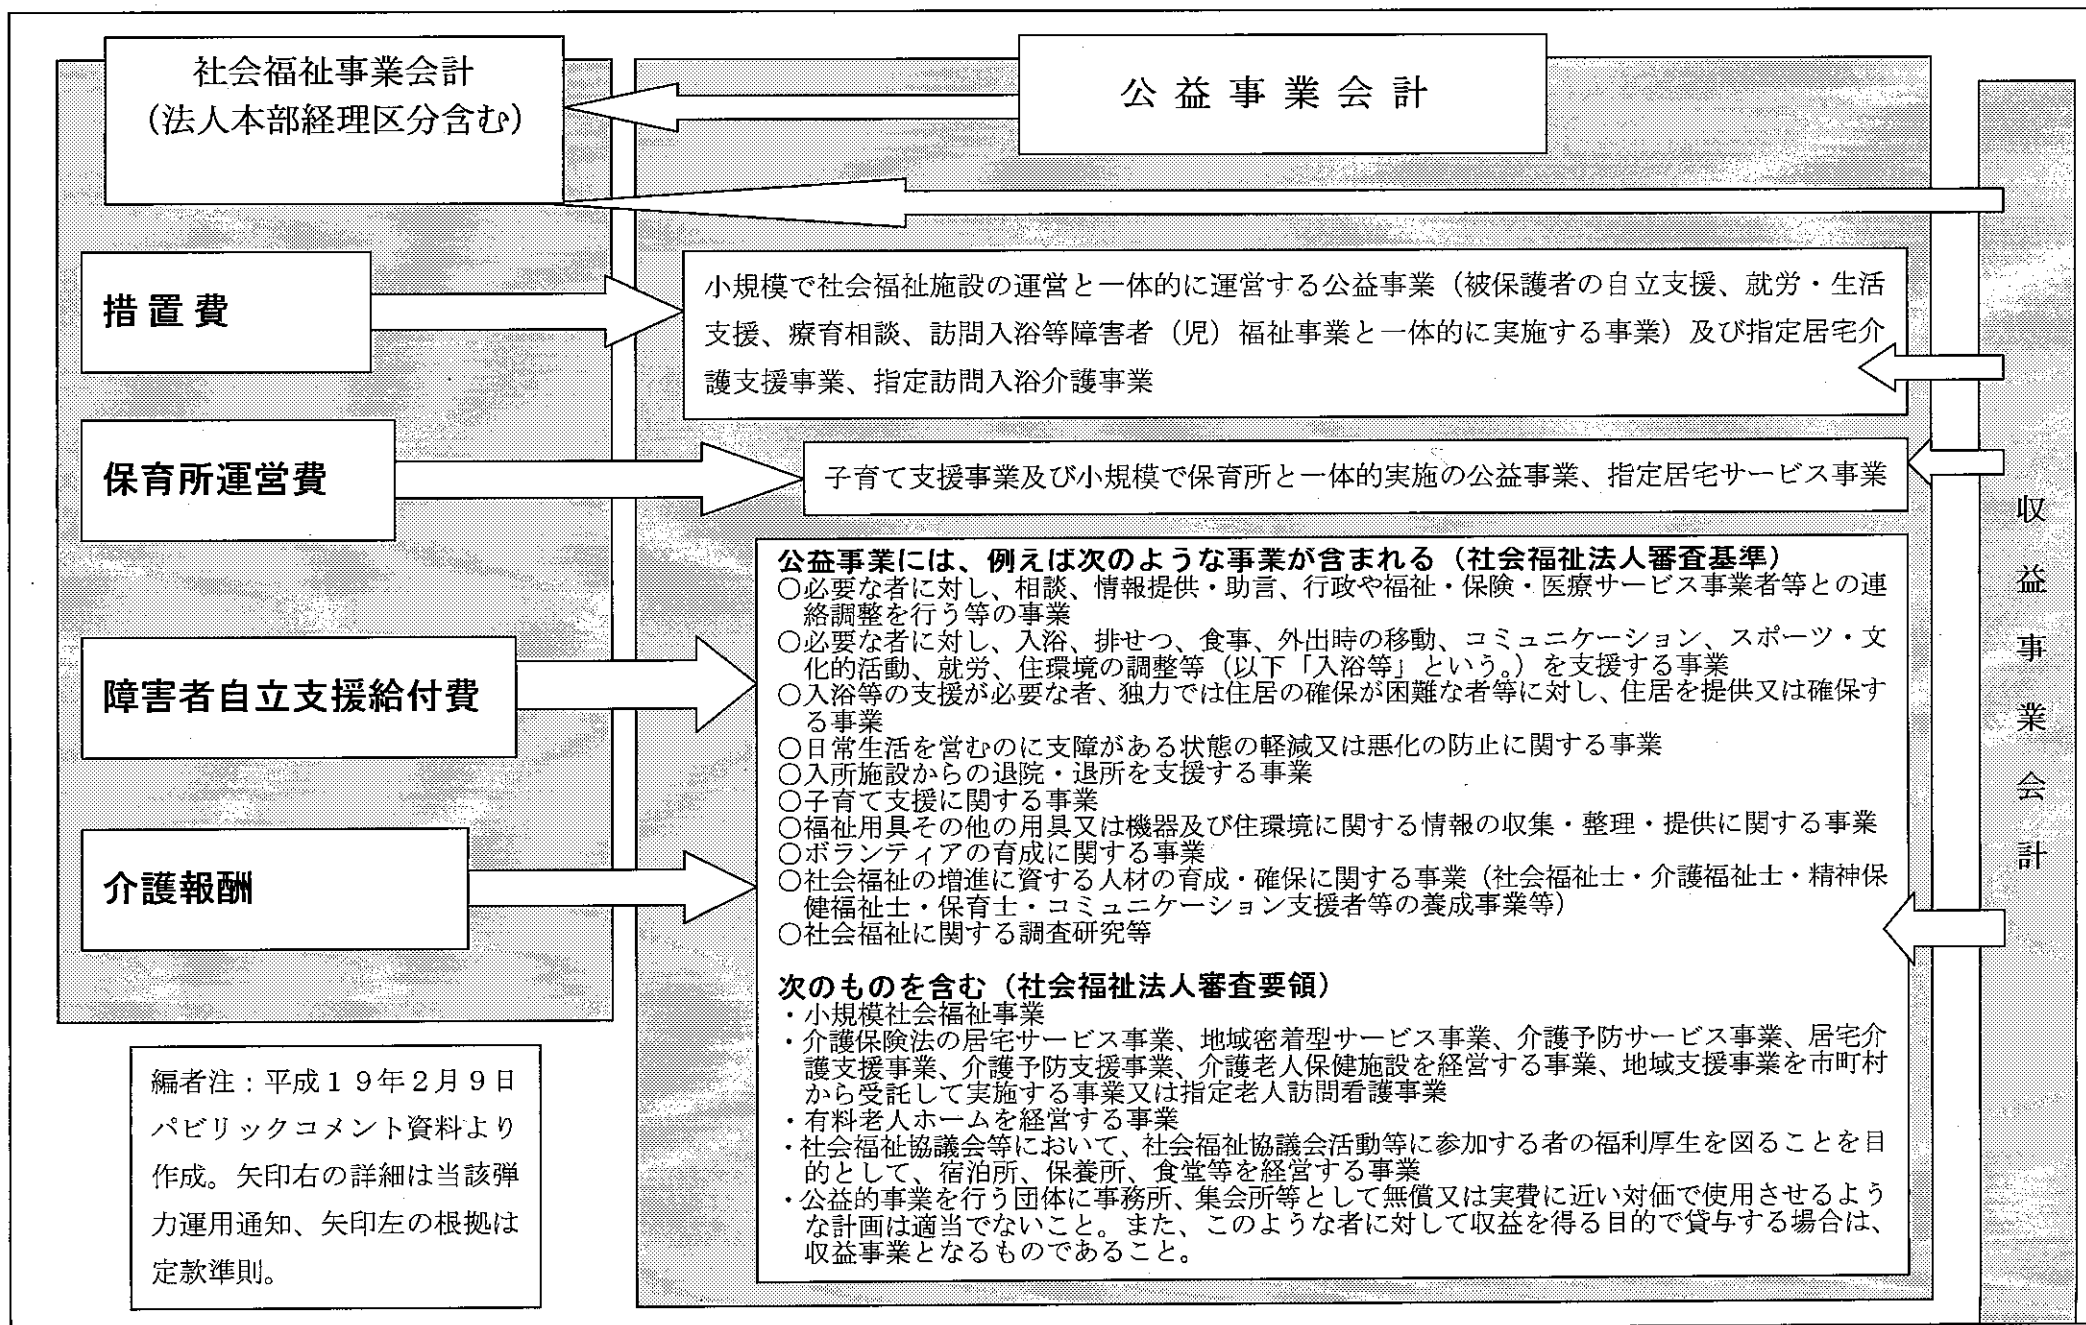 社会福祉事業会計
（法人本部経理区分含む）
公益事業会計
措置費
小規模で社会福祉施設の運営と一体的に運営する公益事業（被保護者の自立支援、就労・生活
支援、療育相談、訪問入浴等障害者（児）福祉事業と一体的に実施する事業）及び指定居宅介
護支援事業、指定訪問入浴介護事業
保育所運営費
子育て支援事業及び小規模で保育所と一体的実施の公益事業、指定居宅サービス事業
障害者自立支援給付費
介護報酬
公益事業には、例えば次のような事業が含まれる（社会福祉法人審査基準）
○必要な者に対し、相談、情報提供・助言、行政や福祉・保険・医療サービス事業者等との連
絡調整を行う等の事業
○必要な者に対し、入浴、排せつ、食事、外出時の移動、コミュニケーション、スポーツ・文
化的活動、就労、住環境の調整等（以下「入浴等」という。）を支援する事業
○入浴等の支援が必要な者、独力では住居の確保が困難な者等に対し、住居を提供又は確保す
る事業
○日常生活を営むのに支障がある状態の軽減又は悪化の防止に関する事業
○入所施設からの退院・退所を支援する事業
○子育て支援に関する事業
○福祉用具その他の用具又は機器及び住環境に関する情報の収集・整理・提供に関する事業
○ボランティアの育成に関する事業
○社会福祉の増進に資する人材の育成・確保に関する事業（社会福祉士・介護福祉士・精神保
健福祉士・保育士・コミュニケーション支援者等の養成事業等）
○社会福祉に関する調査研究等
次のものを含む（社会福祉法人審査要領）
・小規模社会福祉事業
・介護保険法の居宅サービス事業、地域密着型サービス事業、介護予防サービス事業、居宅介
護支援事業、介護予防支援事業、介護老人保健施設を経営する事業、地域支援事業を市町村
から受託して実施する事業又は指定老人訪問看護事業
・有料老人ホームを経営する事業
・社会福祉協議会等において、社会福祉協議会活動等に参加する者の福利厚生を図ることを目
的として、宿泊所、保養所、食堂等を経営する事業
・公益的事業を行う団体に事務所、集会所等として無償又は実費に近い対価で使用させるよう
な計画は適当でないこと。また、このような者に対して収益を得る目的で貸与する場合は、
収益事業となるものであること。
収益事業会計
編者注：平成１９年２月９日
パビリックコメント資料より
作成。矢印右の詳細は当該弾
力運用通知、矢印左の根拠は
定款準則。